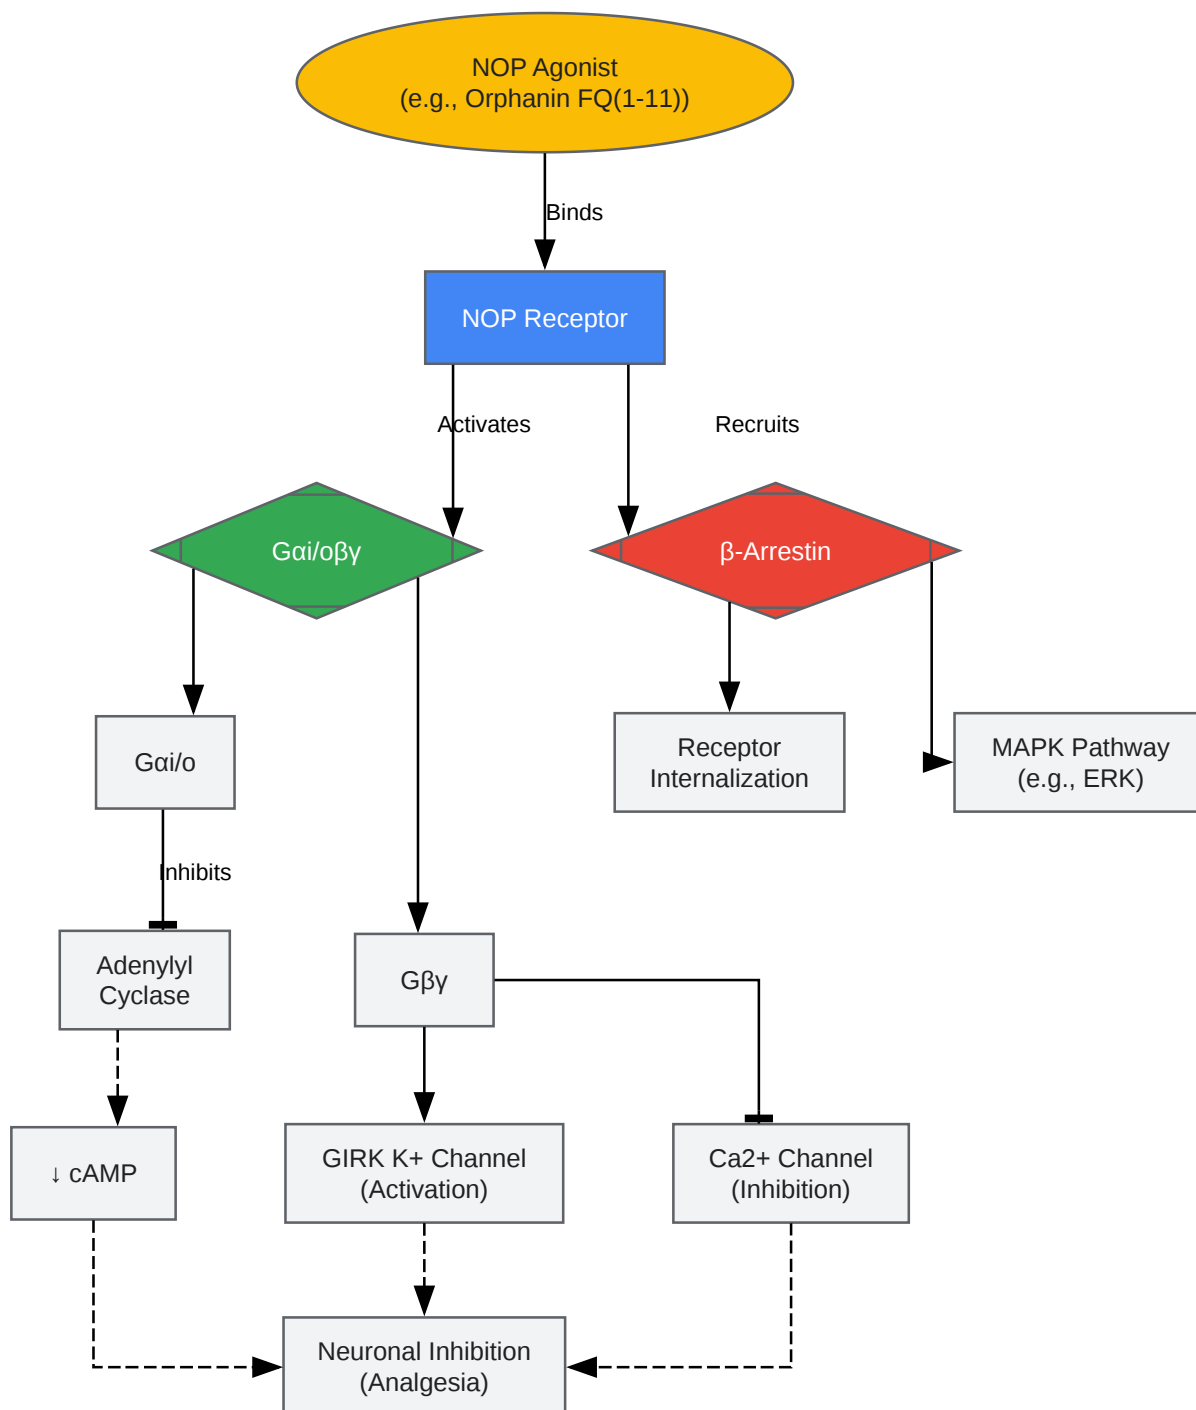 NOP Agonist
(e.g., Orphanin FQ(1-11))
Binds
NOP Receptor
Activates
Recruits
Gαi/oβγ
β-Arrestin
Gαi/o
Receptor
Internalization
MAPK Pathway
(e.g., ERK)
Inhibits
Adenylyl
Cyclase
Gβγ
↓ cAMP
GIRK K+ Channel
(Activation)
Ca2+ Channel
(Inhibition)
Neuronal Inhibition
(Analgesia)